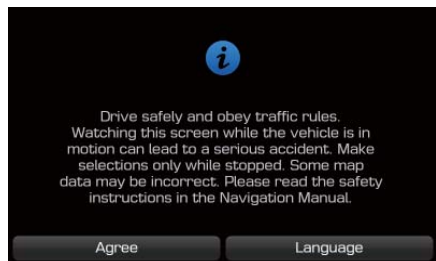 i
Drive safely and obey traffic rules.
Watching this screen while the vehicle is in
motion can lead to a serious accident. Make
selections only while stopped. Some map
data may be incorrect. Please read the safety
instructions in the Navigation Manual.
Agree
Language